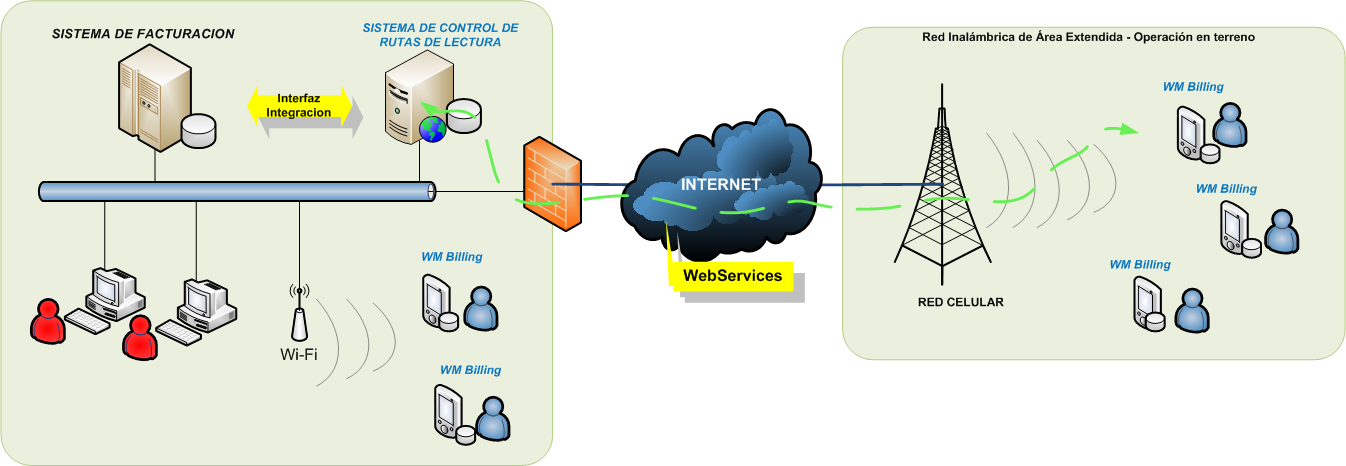 SISTEMA DE FACTURACION
SISTEMA DE CONTROL DE
RUTAS DE LECTURA
Interfaz
Integracion
Wi-Fi
WM Billing
WM Billing
INTERNET
WebServices
Red Inalámbrica de Área Extendida - Operación en terreno
RED CELULAR
WM Billing
WM Billing
WM Billing